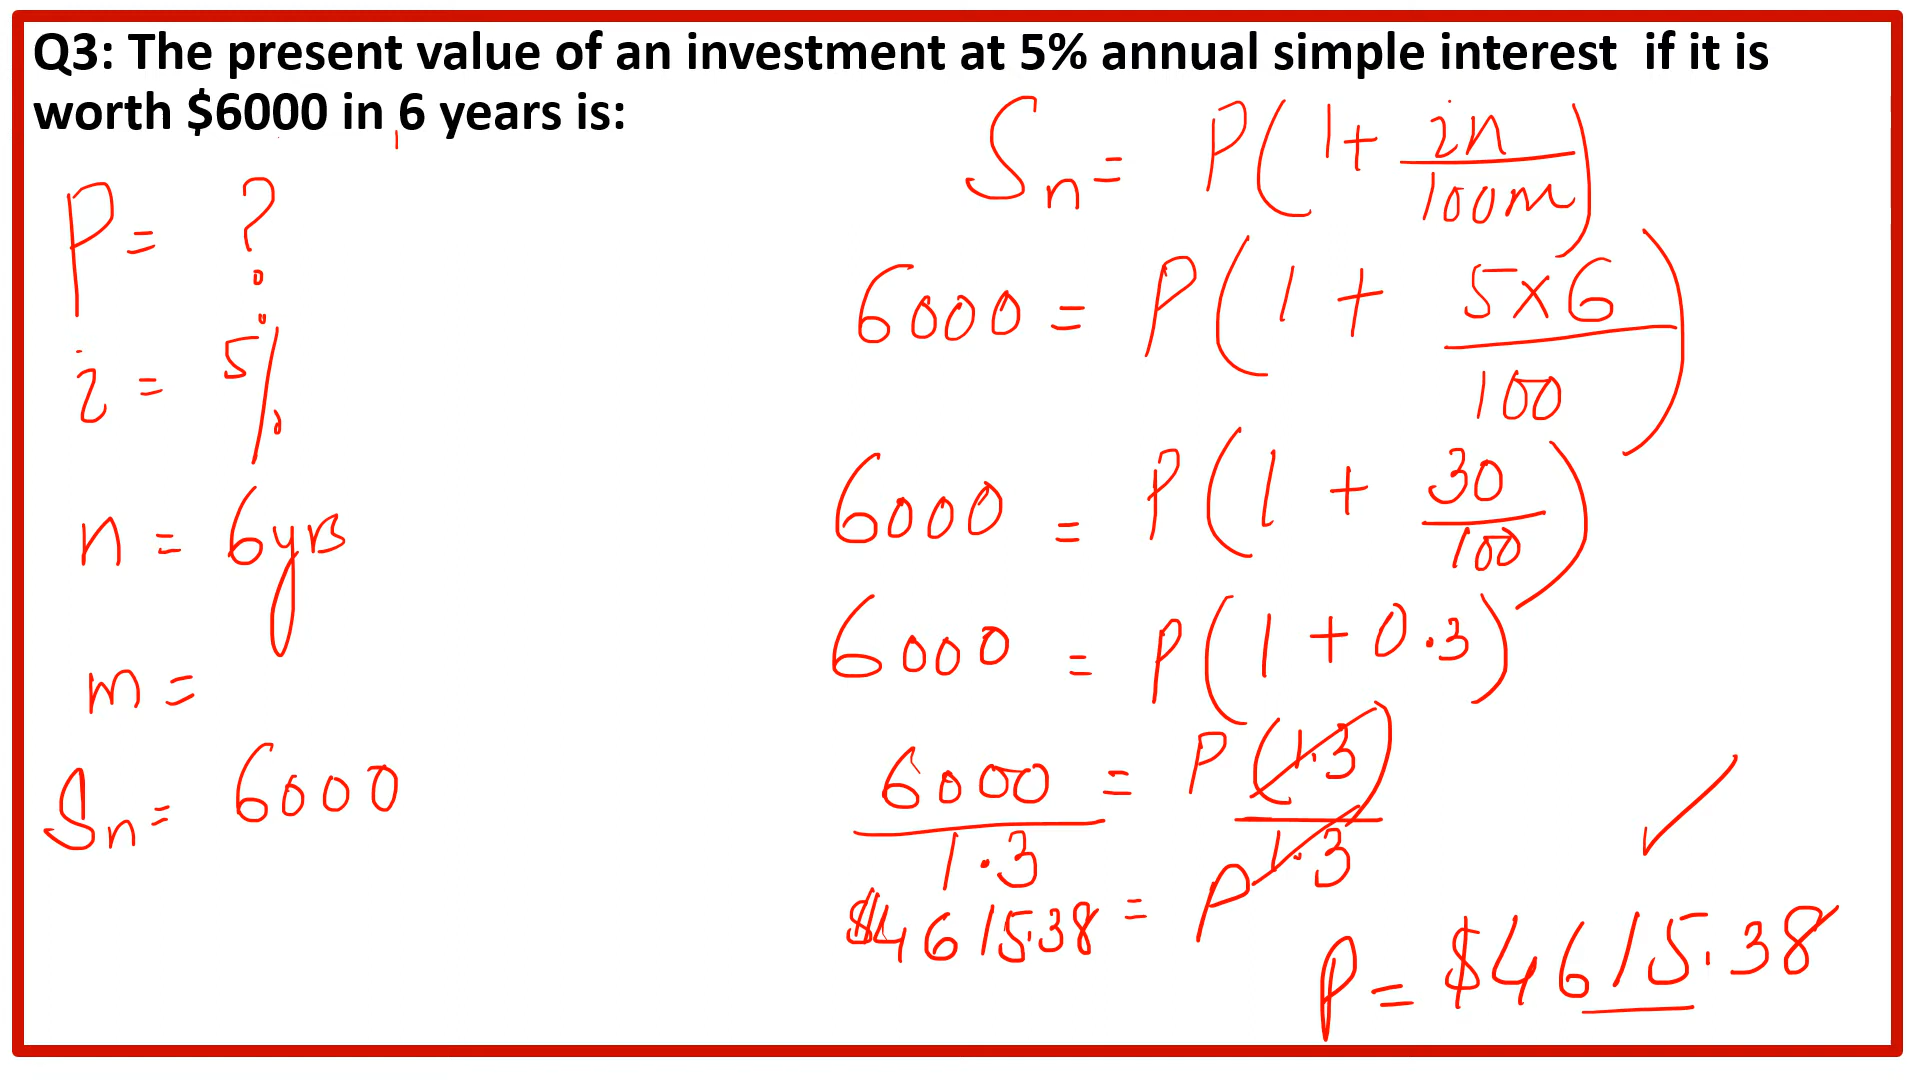 Q3: The present value of an investment at 5% annual simple interest if it is
worth $6000 in 6 years is:
P = ?
i = 5%
n = 6yrs
m =
Sn = 6000
Sn = P(1 + in/100m)
6000 = P(1 + 5×6/100)
6000 = P(1 + 30/100)
6000 = P(1 + 0.3)
6000/1.3 = P(1.3)/1.3
$4615.38 = P
P = $4615.38